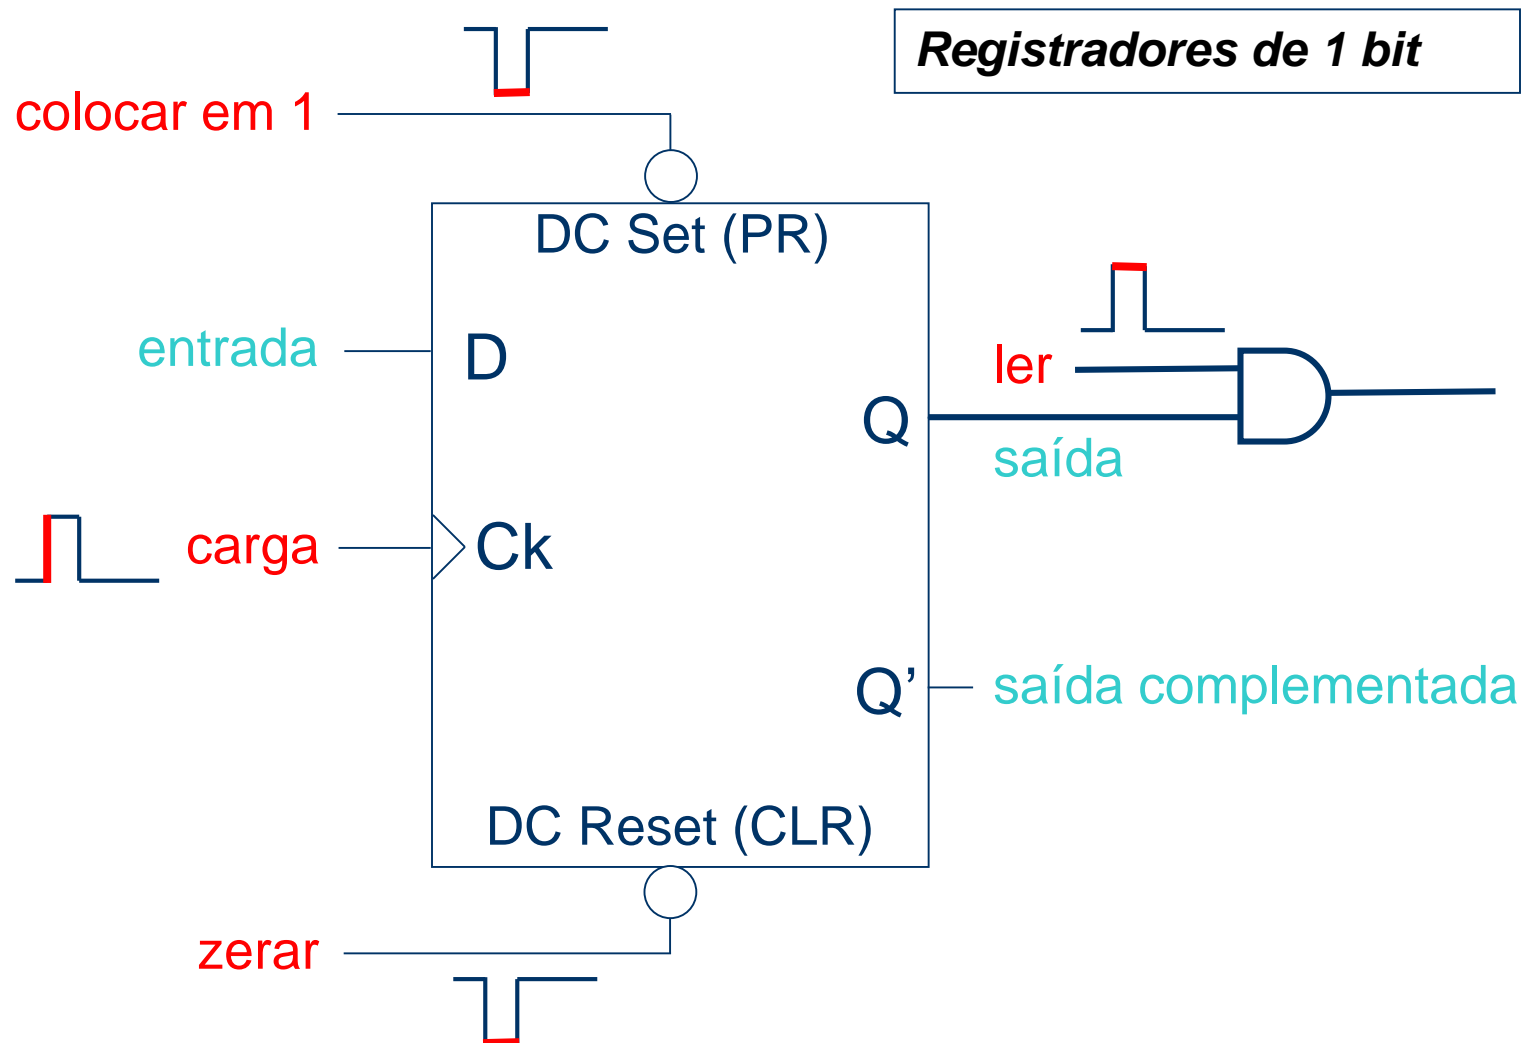 Registradores de 1 bit
colocar em 1
DC Set (PR)
entrada
D
ler
Q
saída
carga
Ck
Q’
saída complementada
DC Reset (CLR)
zerar